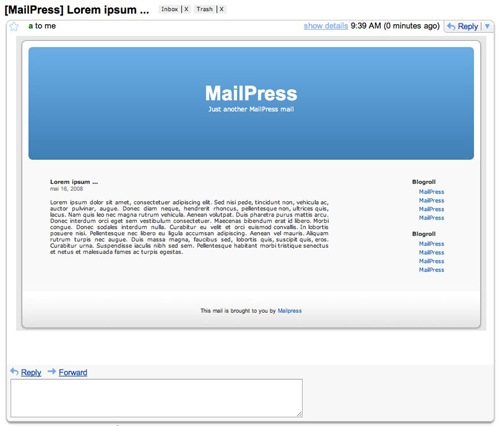 [MailPress] Lorem ipsum ... Inbox | X Trash | X
a to me show details 9:39 AM (0 minutes ago) Reply
MailPress
Just another MailPress mail
Lorem ipsum ...
mai 16, 2008
Lorem ipsum dolor sit amet, consectetuer adipiscing elit. Sed nisi pede, tincidunt non, vehicula ac,
auctor pulvinar, augue. Donec diam neque, hendrerit rhoncus, pellentesque non, ultrices quis,
lacus. Nam quis leo nec magna rutrum vehicula. Aenean volutpat. Duis pharetra purus mattis arcu.
Donec interdum orci eget sem vestibulum consectetuer. Maecenas bibendum interdum mi. Morbi
congue. Donec sodales interdum nulla. Curabitur eu velit et orci euismod convallis. In lobortis
posuere nisi. Pellentesque nec libero eu ligula accumsan adipiscing. Aenean vel mauris. Aliquam
rutrum turpis nec augue. Duis massa magna, faucibus sed, lobortis quis, suscipit quis, eros.
Curabitur urna. Suspendisse iaculis nibh sed sem. Pellentesque habitant morbi tristique senectus
et netus et malesuada fames ac turpis egestas.
Blogroll
MailPress
MailPress
MailPress
MailPress
Blogroll
MailPress
MailPress
MailPress
MailPress
This mail is brought to you by Mailpress
Reply Forward